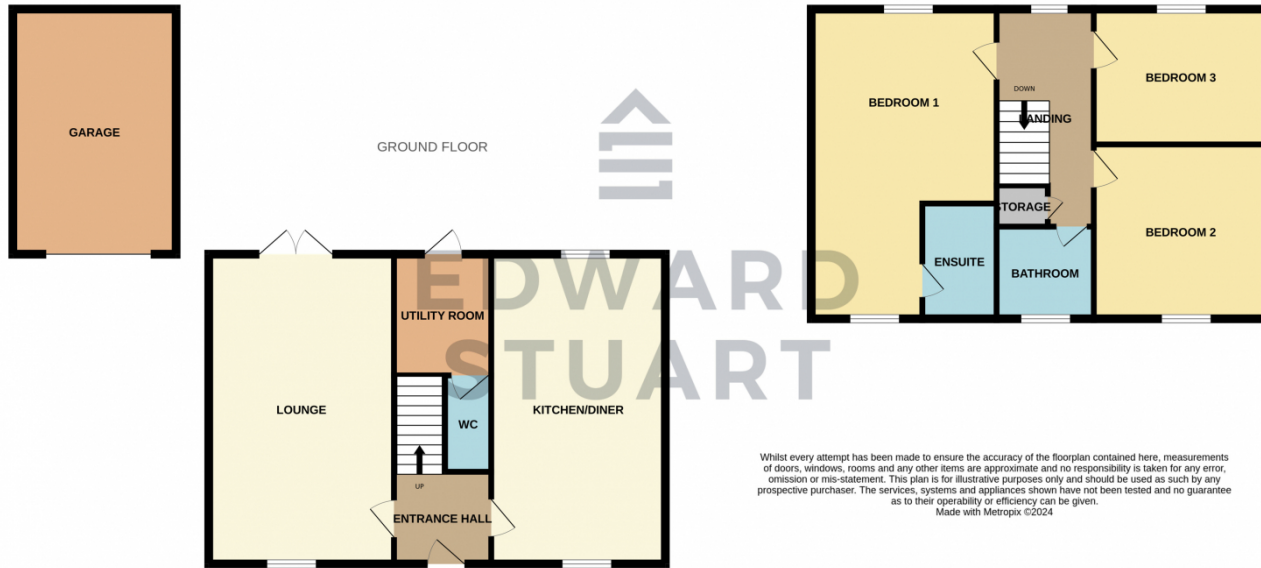 GARAGE
GROUND FLOOR
EDWARD
STUART
LOUNGE
UTILITY ROOM
WC
KITCHEN/DINER
UP
ENTRANCE HALL
BEDROOM 1
DOWN
LANDING
BEDROOM 3
STORAGE
BEDROOM 2
ENSUITE
BATHROOM
Whilst every attempt has been made to ensure the accuracy of the floorplan contained here, measurements
of doors, windows, rooms and any other items are approximate and no responsibility is taken for any error,
omission or mis-statement. This plan is for illustrative purposes only and should be used as such by any
prospective purchaser. The services, systems and appliances shown have not been tested and no guarantee
as to their operability or efficiency can be given.
Made with Metropix ©2024